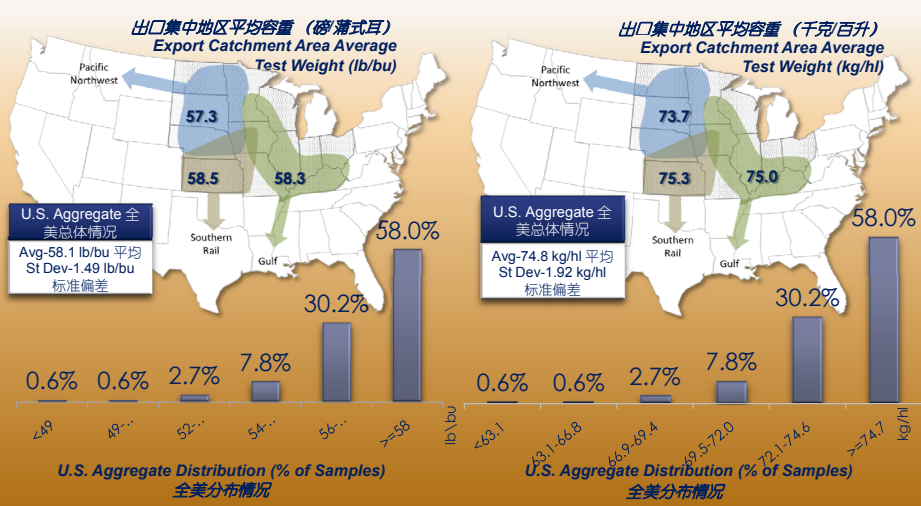 出口集中地区平均容重 （磅/蒲式耳）
Export Catchment Area Average
Test Weight (lb/bu)
Pacific
Northwest
57.3
58.5
58.3
U.S. Aggregate 全
美总体情况
Avg-58.1 lb/bu 平均
St Dev-1.49 lb/bu
标准偏差
Southern
Rail
Gulf
0.6%
0.6%
2.7%
7.8%
30.2%
58.0%
<49
49-..
52-..
54-..
56-..
>=58
lb\bu
U.S. Aggregate Distribution (% of Samples)
全美分布情况
出口集中地区平均容重 （千克/百升）
Export Catchment Area Average
Test Weight (kg/hl)
Pacific
Northwest
73.7
75.3
75.0
U.S. Aggregate 全
美总体情况
Avg-74.8 kg/hl 平均
St Dev-1.92 kg/hl
标准偏差
Southern
Rail
Gulf
0.6%
0.6%
2.7%
7.8%
30.2%
58.0%
<63.1
63.1-66.8
66.9-69.4
69.5-72.0
72.1-74.6
>=74.7
kg/hl
U.S. Aggregate Distribution (% of Samples)
全美分布情况